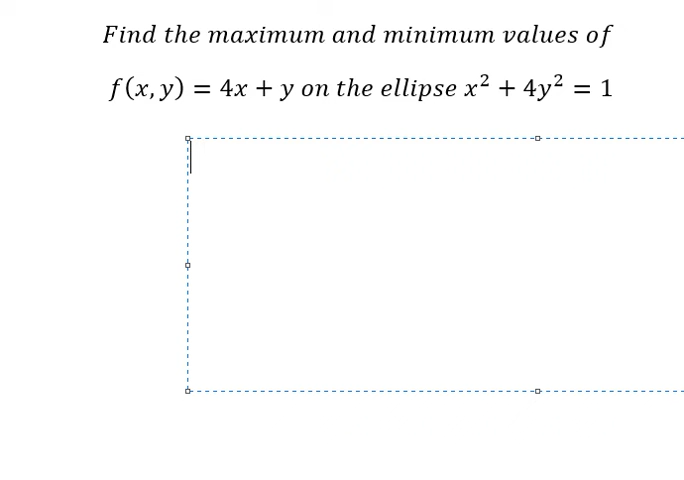 Find the maximum and minimum values of
f(x, y) = 4x + y on the ellipse x² + 4y² = 1